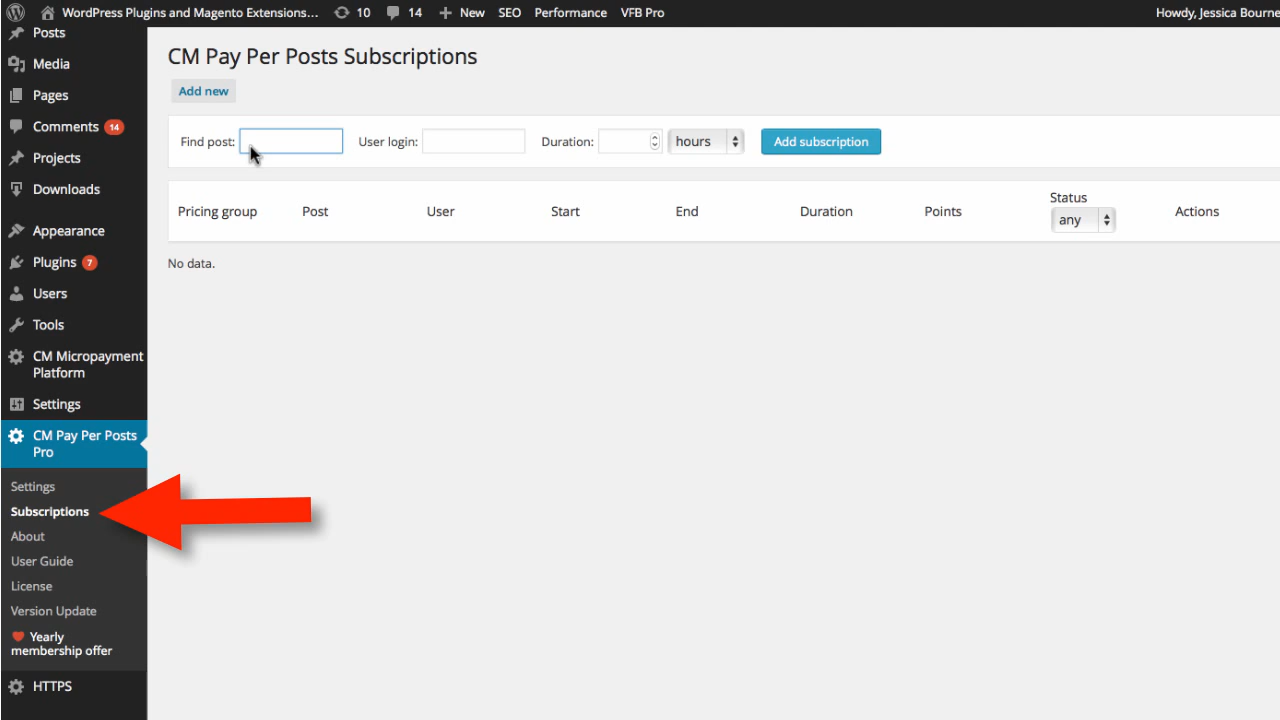 WordPress Plugins and Magento Extensions... 10 14 New SEO Performance VFB Pro Howdy, Jessica Bourne
Posts
Media
Pages
Comments 14
Projects
Downloads
Appearance
Plugins 7
Users
Tools
CM Micropayment
Platform
Settings
CM Pay Per Posts
Pro
Settings
Subscriptions
About
User Guide
License
Version Update
Yearly
membership offer
HTTPS
CM Pay Per Posts Subscriptions
Add new
Find post: User login: Duration: hours Add subscription
Pricing group Post User Start End Duration Points Status Actions
any
No data.